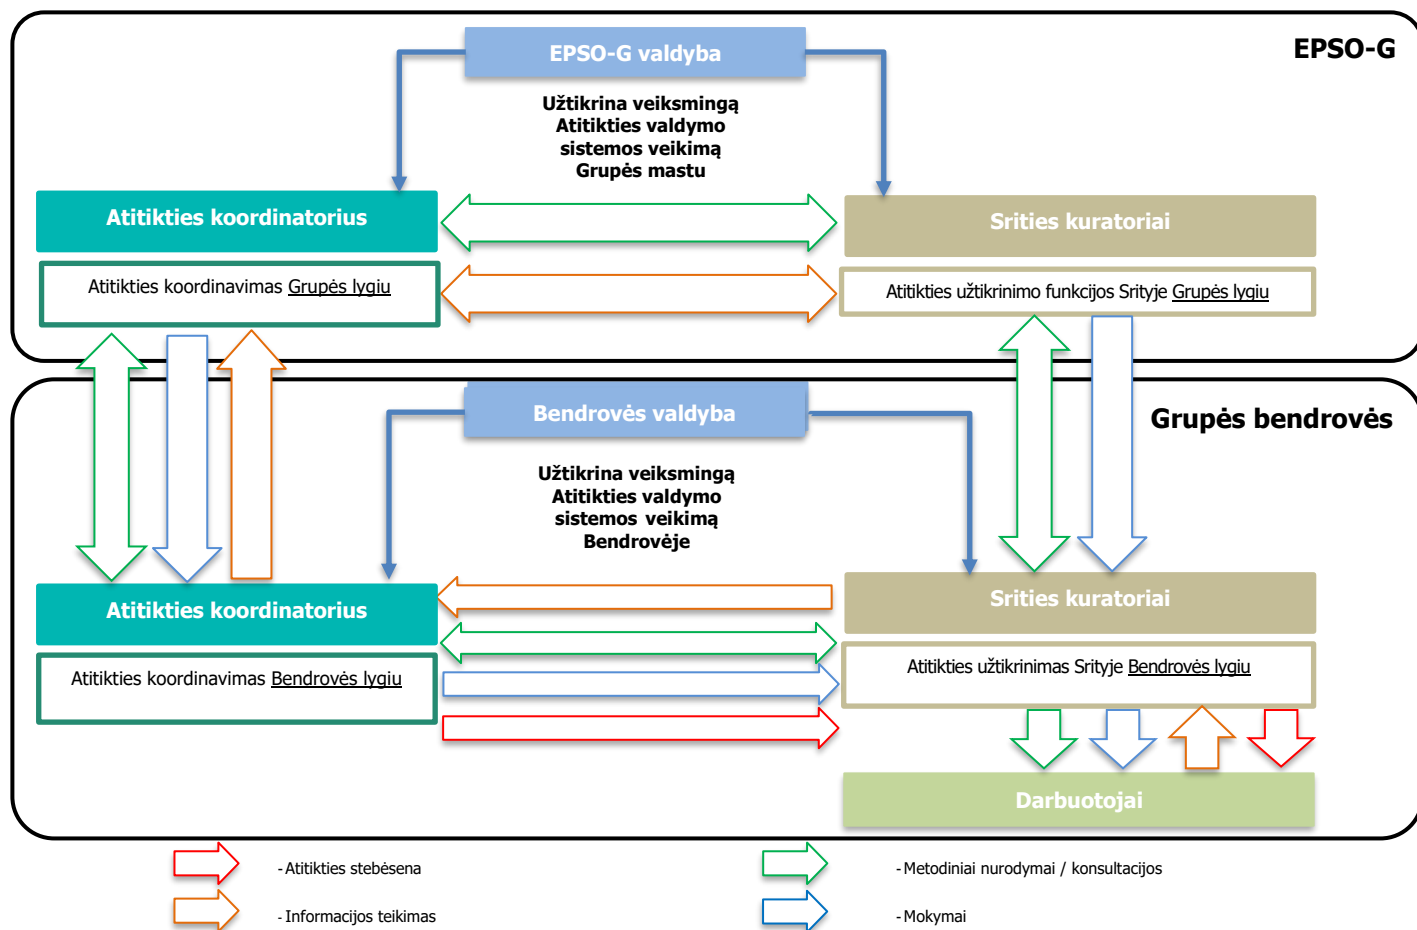 EPSO-G valdyba
EPSO-G
Užtikrina veiksmingą
Atitikties valdymo
sistemos veikimą
Grupės mastu
Atitikties koordinatorius
Srities kuratoriai
Atitikties koordinavimas Grupės lygiu
Atitikties užtikrinimo funkcijos Srityje Grupės lygiu
Bendrovės valdyba
Grupės bendrovės
Užtikrina veiksmingą
Atitikties valdymo
sistemos veikimą
Bendrovėje
Atitikties koordinatorius
Srities kuratoriai
Atitikties koordinavimas Bendrovės lygiu
Atitikties užtikrinimas Srityje Bendrovės lygiu
Darbuotojai
- Atitikties stebėsena
- Metodiniai nurodymai / konsultacijos
- Informacijos teikimas
- Mokymai